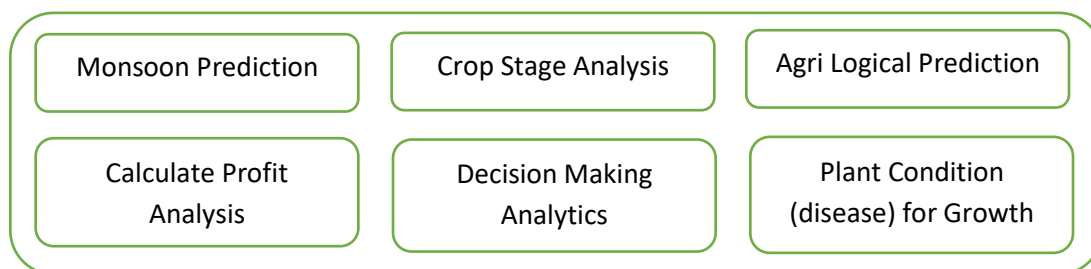 Monsoon Prediction
Crop Stage Analysis
Agri Logical Prediction
Calculate Profit
Analysis
Decision Making
Analytics
Plant Condition
(disease) for Growth